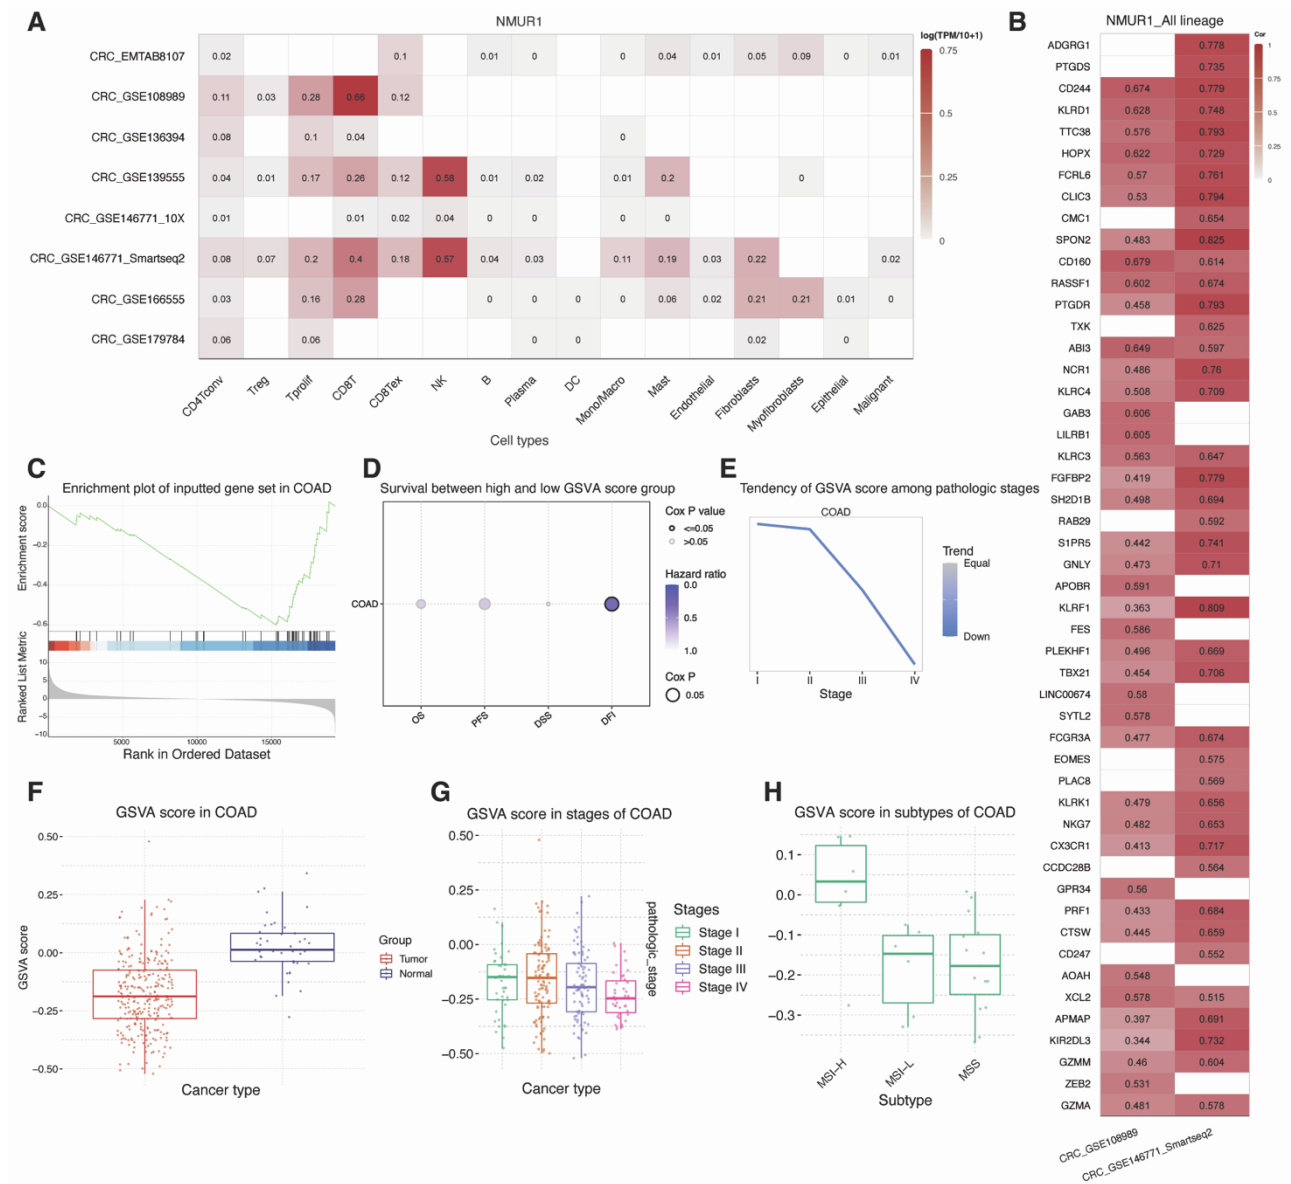 A
NMUR1
log(TPM/10+1)
0.75
0.5
0.25
0
CRC_EMTAB8107 0.02 0.1 0.01 0 0 0.04 0.01 0.05 0.09 0 0.01
CRC_GSE108989 0.11 0.03 0.28 0.68 0.12
CRC_GSE136394 0.08 0.1 0.04 0
CRC_GSE139555 0.04 0.01 0.17 0.26 0.12 0.58 0.01 0.02 0.01 0.2 0
CRC_GSE146771_10X 0.01 0.01 0.02 0.04 0 0 0 0
CRC_GSE146771_Smartseq2 0.08 0.07 0.2 0.4 0.18 0.57 0.04 0.03 0.11 0.19 0.03 0.22 0.02
CRC_GSE166555 0.03 0.16 0.28 0 0 0 0 0.06 0.02 0.21 0.21 0.01 0
CRC_GSE179784 0.06 0.06 0 0 0.02 0
CD4Tconv Treg Tprolif CD8T CD8Tex NK B Plasma DC Mono/Macro Mast Endothelial Fibroblasts Myofibroblasts Epithelial Malignant
Cell types
B
NMUR1_All lineage
Cor
1
0.75
0.5
0.25
0
ADGRG1 0.778
PTGDS 0.735
CD244 0.674 0.779
KLRD1 0.628 0.748
TTC38 0.576 0.793
HOPX 0.622 0.729
FCRL6 0.57 0.761
CLIC3 0.53 0.794
CMC1 0.654
SPON2 0.483 0.825
CD160 0.679 0.614
RASSF1 0.602 0.674
PTGDR 0.458 0.793
TXK 0.625
ABI3 0.649 0.597
NCR1 0.486 0.76
KLRC4 0.508 0.709
GAB3 0.606
LILRB1 0.605
KLRC3 0.563 0.647
FGFBP2 0.419 0.779
SH2D1B 0.498 0.694
RAB29 0.592
S1PR5 0.442 0.741
GNLY 0.473 0.71
APOBR 0.591
KLRF1 0.363 0.809
FES 0.586
PLEKHF1 0.496 0.669
TBX21 0.454 0.706
LINC00674 0.58
SYTL2 0.578
FCGR3A 0.477 0.674
EOMES 0.575
PLAC8 0.569
KLRK1 0.479 0.656
NKG7 0.482 0.653
CX3CR1 0.413 0.717
CCDC28B 0.564
GPR34 0.56
PRF1 0.433 0.684
CTSW 0.445 0.659
CD247 0.552
AOAH 0.548
XCL2 0.578 0.515
APMAP 0.397 0.691
KIR2DL3 0.344 0.732
GZMM 0.46 0.604
ZEB2 0.531
GZMA 0.481 0.578
CRC_GSE108989 CRC_GSE146771_Smartseq2
C
Enrichment plot of inputted gene set in COAD
Enrichment score
0.0
−0.2
−0.4
−0.6
Ranked List Metric
10
5
0
−5
−10
5000 10000 15000
Rank in Ordered Dataset
D
Survival between high and low GSVA score group
COAD
OS PFS DSS DFI
Cox P value
<=0.05
>0.05
Hazard ratio
0.0
0.5
1.0
Cox P
0.05
E
Tendency of GSVA score among pathologic stages
COAD
I II III IV
Stage
Trend
Equal
Down
F
GSVA score in COAD
GSVA score
0.50
0.25
0.00
−0.25
−0.50
Cancer type
Group
Tumor
Normal
G
GSVA score in stages of COAD
0.50
0.25
0.00
−0.25
−0.50
Cancer type
pathologic_stage
Stages
Stage I
Stage II
Stage III
Stage IV
H
GSVA score in subtypes of COAD
0.1
0.0
−0.1
−0.2
−0.3
MSI−H MSI−L MSS
Subtype